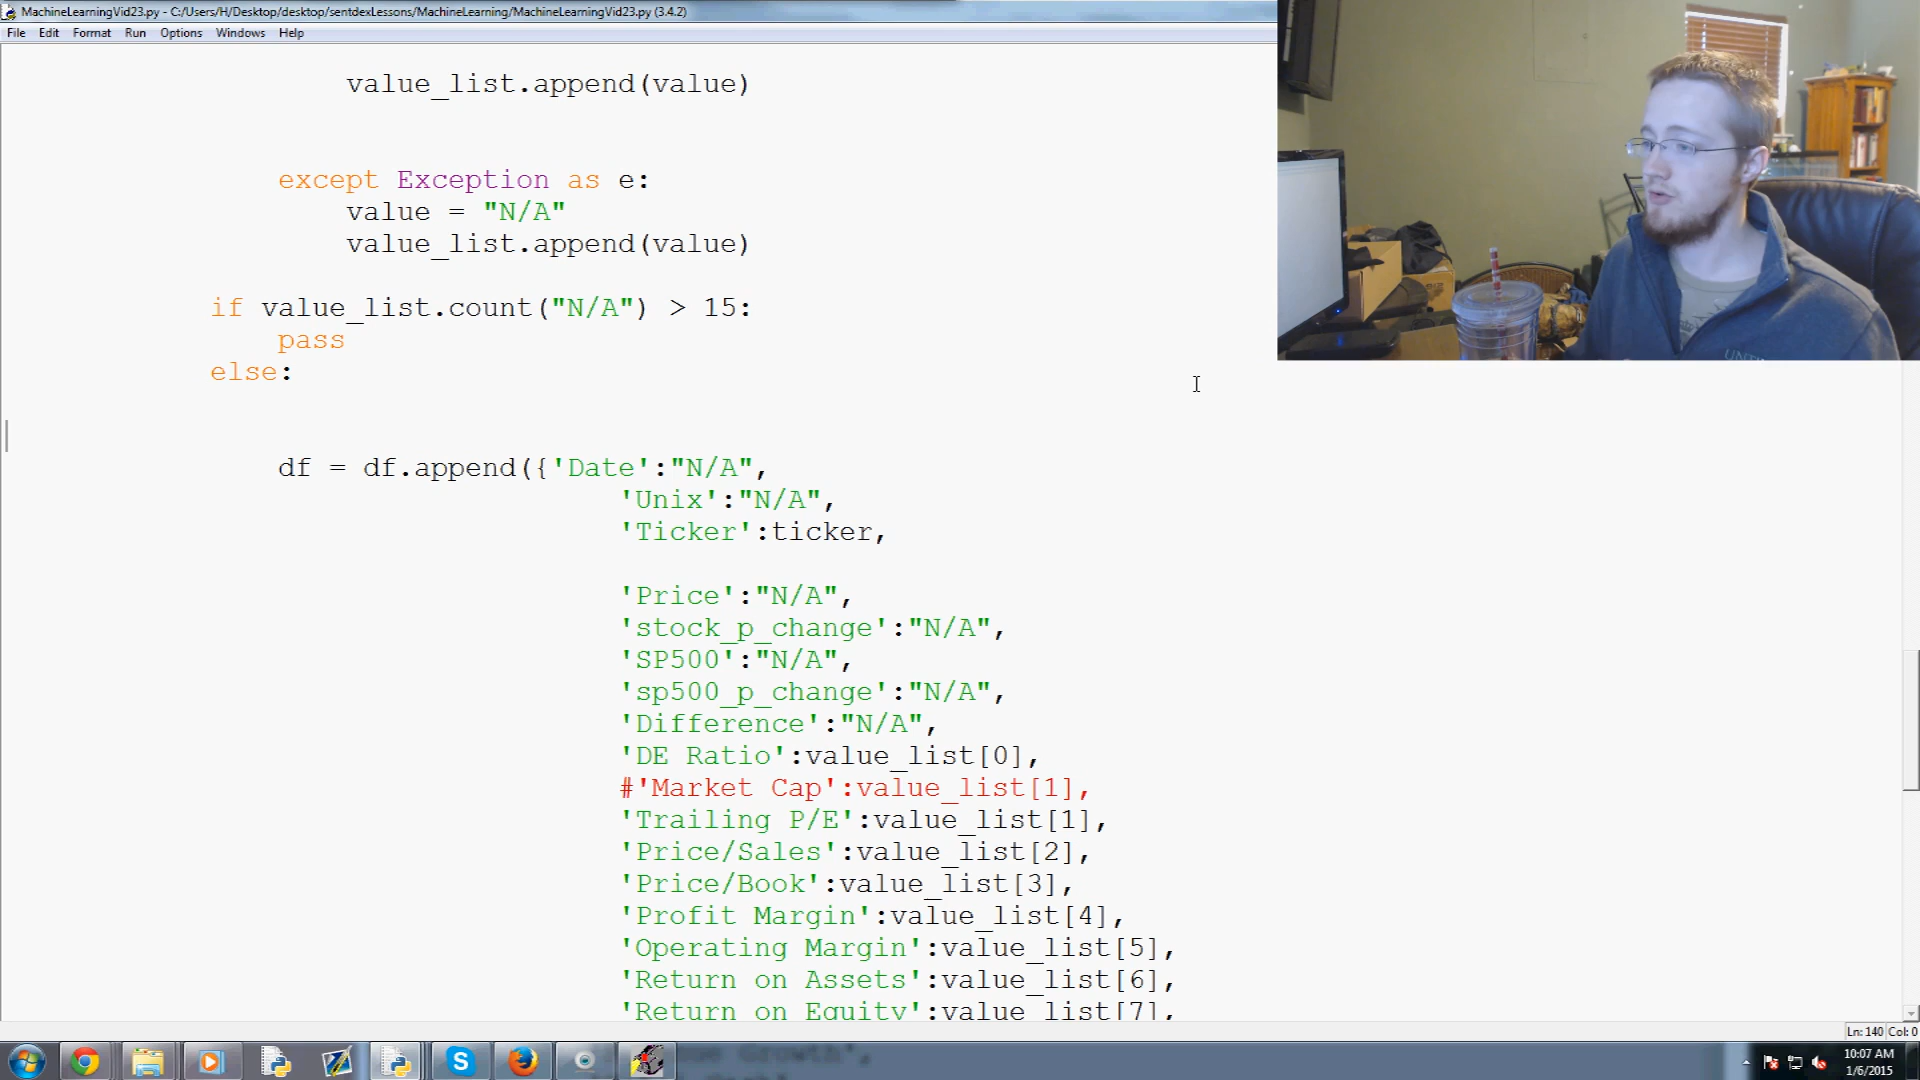 MachineLearningVid23.py - C:/Users/H/Desktop/desktop/sentdexLessons/MachineLearning/MachineLearningVid23.py (3.4.2)
File Edit Format Run Options Windows Help
value_list.append(value)
except Exception as e:
value = "N/A"
value_list.append(value)
if value_list.count("N/A") > 15:
pass
else:
df = df.append({'Date':"N/A",
'Unix':"N/A",
'Ticker':ticker,
'Price':"N/A",
'stock_p_change':"N/A",
'SP500':"N/A",
'sp500_p_change':"N/A",
'Difference':"N/A",
'DE Ratio':value_list[0],
#'Market Cap':value_list[1],
'Trailing P/E':value_list[1],
'Price/Sales':value_list[2],
'Price/Book':value_list[3],
'Profit Margin':value_list[4],
'Operating Margin':value_list[5],
'Return on Assets':value_list[6],
'Return on Equity':value_list[7],
Ln: 140 Col: 0
10:07 AM
1/6/2015